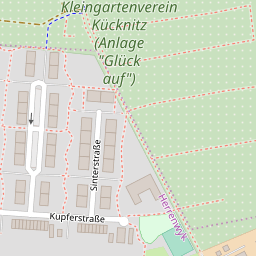 Kleingartenverein
Kücknitz
(Anlage
"Glück
auf")
Sinterstraße
Herrenwyk
Kupferstraße